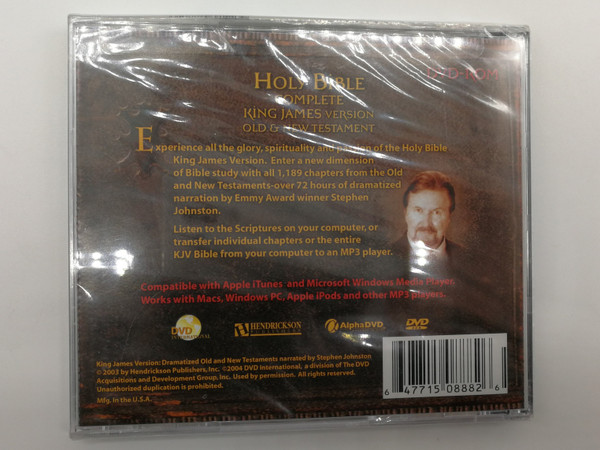 DVD-ROM
HOLY BIBLE
COMPLETE
KING JAMES VERSION
OLD & NEW TESTAMENT
Experience all the glory, spirituality and passion of the Holy Bible
King James Version. Enter a new dimension
of Bible study with all 1,189 chapters from the Old
and New Testaments-over 72 hours of dramatized
narration by Emmy Award winner Stephen
Johnston.
Listen to the Scriptures on your computer, or
transfer individual chapters or the entire
KJV Bible from your computer to an MP3 player.
Compatible with Apple iTunes and Microsoft Windows Media Player.
Works with Macs, Windows PC, Apple iPods and other MP3 players.
DVD INTERNATIONAL
HENDRICKSON
PUBLISHERS
AlphaDVD
DVD
King James Version: Dramatized Old and New Testaments narrated by Stephen Johnston
© 2003 by Hendrickson Publishers, Inc. ©2004 DVD International, a division of The DVD
Acquisitions and Development Group, Inc. Used by permission. All rights reserved.
Unauthorized duplication is prohibited.
Mfg. In the U.S.A.
6 47715 08882 6